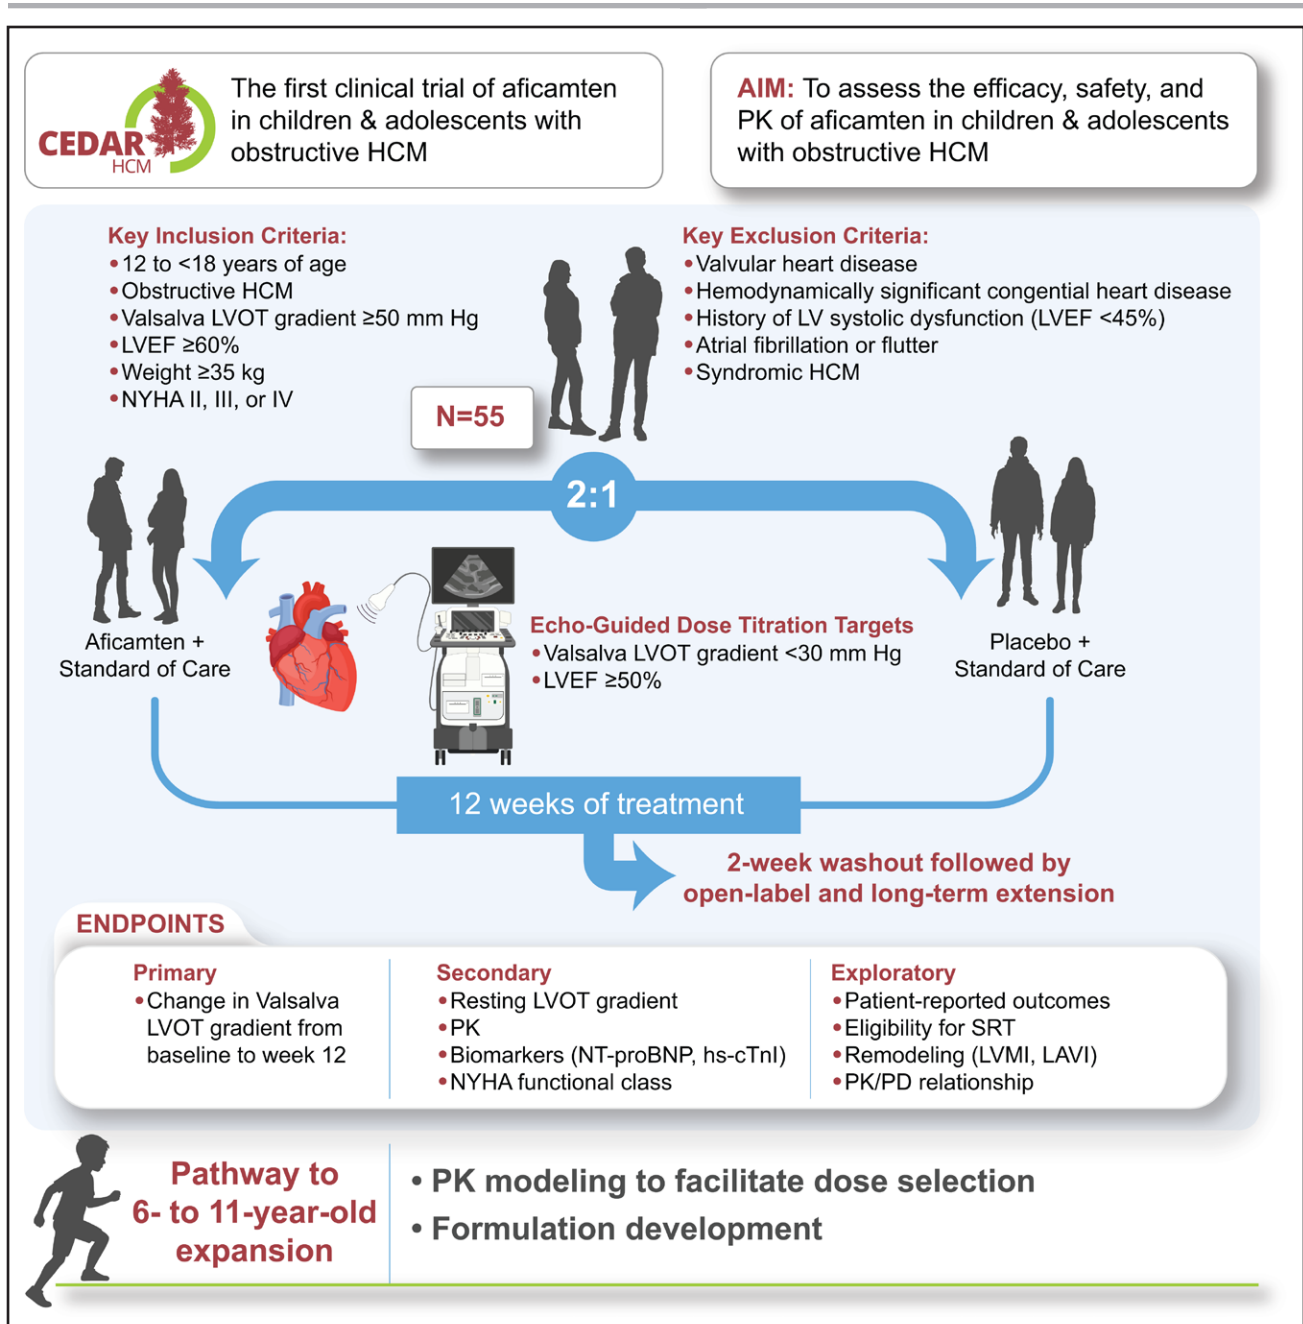 CEDAR
HCM
The first clinical trial of aficamten
in children & adolescents with
obstructive HCM
AIM: To assess the efficacy, safety, and
PK of aficamten in children & adolescents
with obstructive HCM
Key Inclusion Criteria:
•12 to <18 years of age
•Obstructive HCM
•Valsalva LVOT gradient ≥50 mm Hg
•LVEF ≥60%
•Weight ≥35 kg
•NYHA II, III, or IV
Key Exclusion Criteria:
•Valvular heart disease
•Hemodynamically significant congential heart disease
•History of LV systolic dysfunction (LVEF <45%)
•Atrial fibrillation or flutter
•Syndromic HCM
N=55
2:1
Aficamten +
Standard of Care
Echo-Guided Dose Titration Targets
•Valsalva LVOT gradient <30 mm Hg
•LVEF ≥50%
Placebo +
Standard of Care
12 weeks of treatment
2-week washout followed by
open-label and long-term extension
ENDPOINTS
Primary
•Change in Valsalva
LVOT gradient from
baseline to week 12
Secondary
•Resting LVOT gradient
•PK
•Biomarkers (NT-proBNP, hs-cTnI)
•NYHA functional class
Exploratory
•Patient-reported outcomes
•Eligibility for SRT
•Remodeling (LVMI, LAVI)
•PK/PD relationship
Pathway to
6- to 11-year-old
expansion
• PK modeling to facilitate dose selection
• Formulation development